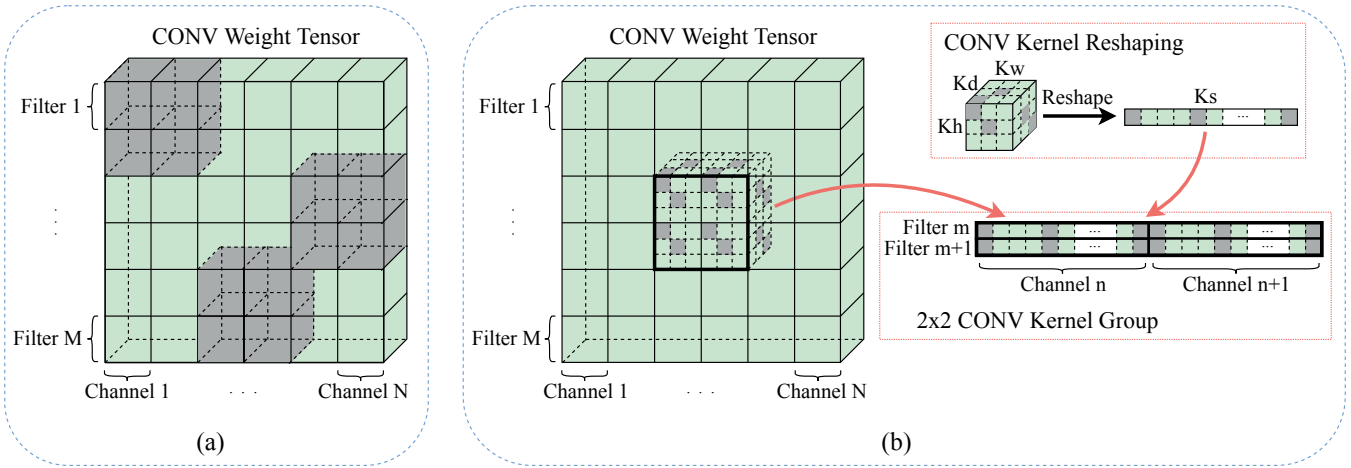 CONV Weight Tensor
Filter 1
. . .
Filter M
Channel 1
. . .
Channel N
(a)
CONV Weight Tensor
Filter 1
. . .
Filter M
Channel 1
. . .
Channel N
CONV Kernel Reshaping
Kw
Kd
Kh
Reshape
Ks
...
Filter m
... ...
Filter m+1
... ...
Channel n
Channel n+1
2x2 CONV Kernel Group
(b)